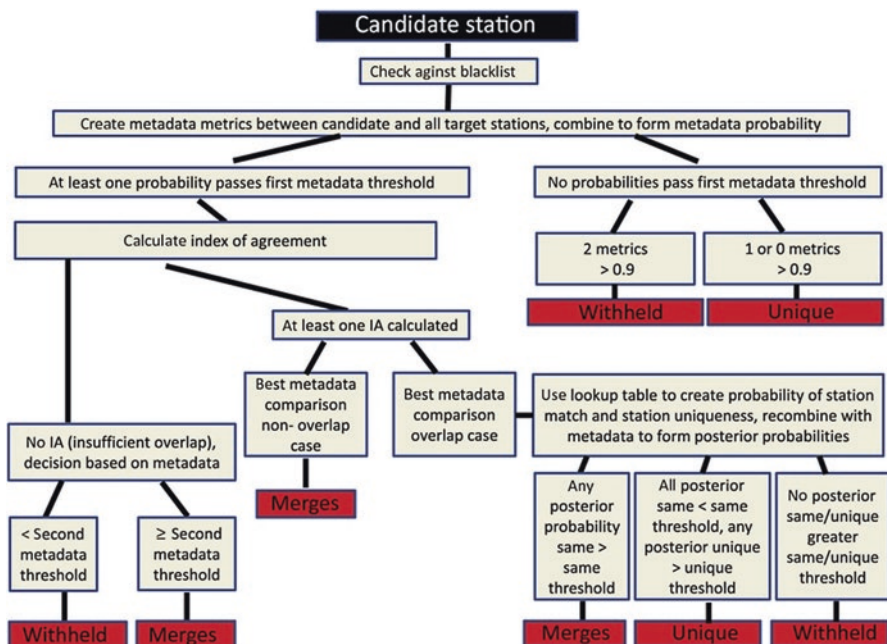 Candidate station
Check aginst blacklist
Create metadata metrics between candidate and all target stations, combine to form metadata probability
At least one probability passes first metadata threshold
No probabilities pass first metadata threshold
Calculate index of agreement
2 metrics
> 0.9
1 or 0 metrics
> 0.9
Withheld
Unique
At least one IA calculated
Best metadata
comparison
non- overlap
case
Best metadata
comparison
overlap case
Use lookup table to create probability of station
match and station uniqueness, recombine with
metadata to form posterior probabilities
No IA (insufficient overlap),
decision based on metadata
Merges
Any
posterior
probability
same >
same
threshold
All posterior
same < same
threshold, any
posterior unique
> unique
threshold
No posterior
same/unique
greater
same/unique
threshold
< Second
metadata
threshold
≥ Second
metadata
threshold
Withheld
Merges
Merges
Unique
Withheld